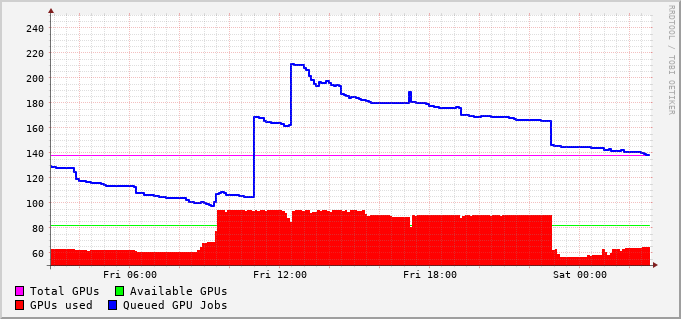 240
220
200
180
160
140
120
100
80
60
Fri 06:00 Fri 12:00 Fri 18:00 Sat 00:00
Total GPUs Available GPUs
GPUs used Queued GPU Jobs
RRDTOOL / TOBI OETIKER